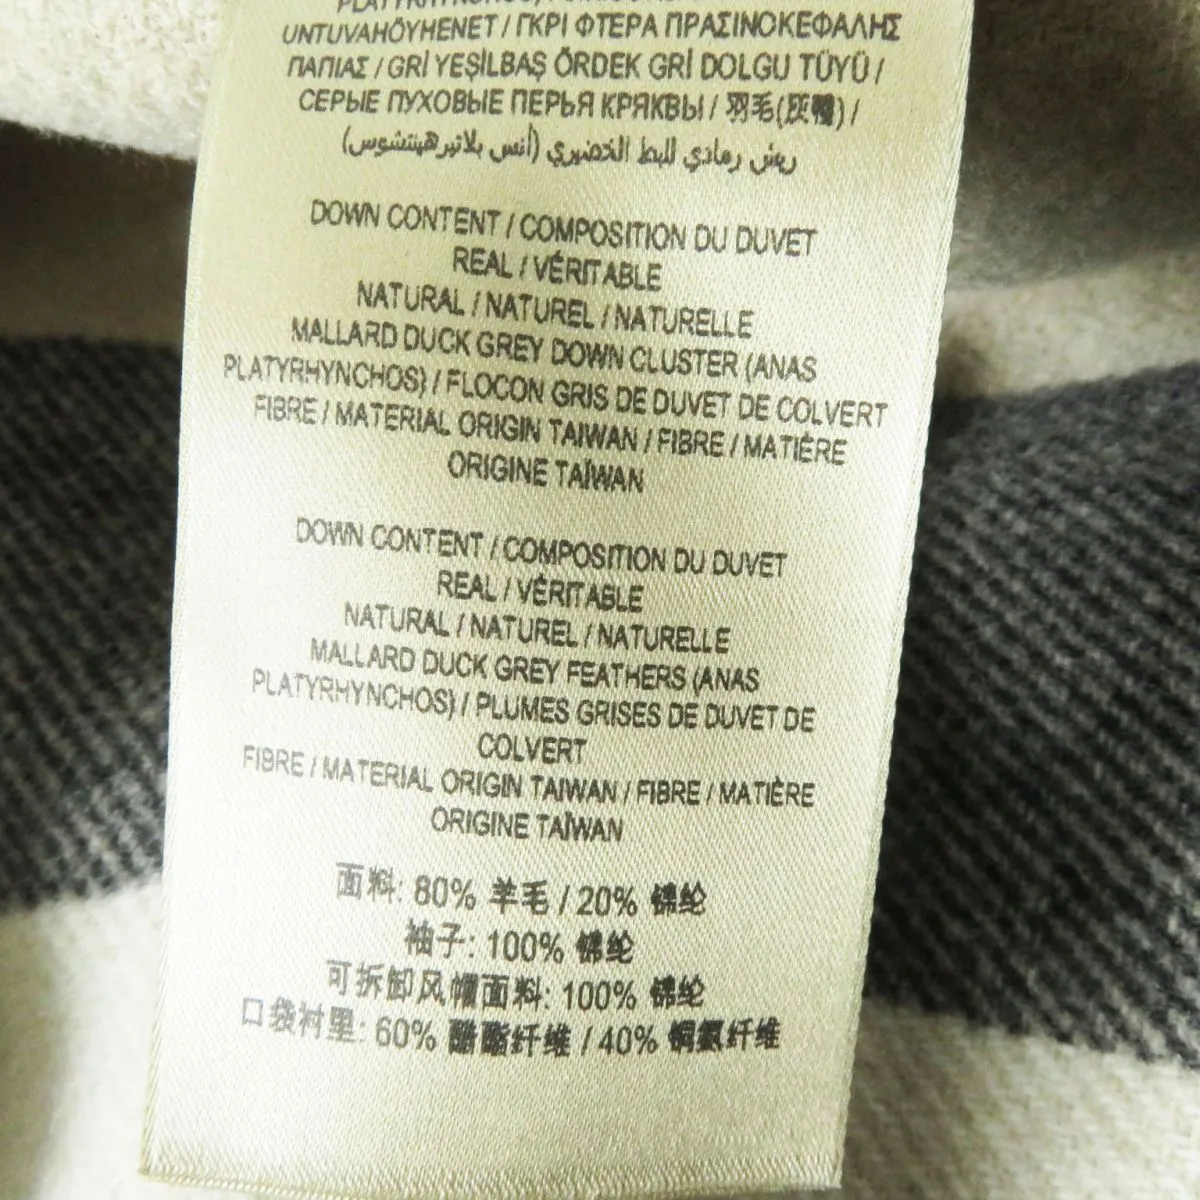 UNTUVAHÖYHENET / ΓΚΡΙ ΦΤΕΡΑ ΠΡΑΣΙΝΟΚΕΦΑΛΗΣ
ΠΑΠΙΑΣ / GRİ YEŞİLBAŞ ÖRDEK GRİ DOLGU TÜYÜ /
СЕРЫЕ ПУХОВЫЕ ПЕРЬЯ КРЯКВЫ / 羽毛(灰鸭) /
ريش رمادي للبط الخضيري (أنس بلاتيرهينتشوس)
DOWN CONTENT / COMPOSITION DU DUVET
REAL / VÉRITABLE
NATURAL / NATUREL / NATURELLE
MALLARD DUCK GREY DOWN CLUSTER (ANAS
PLATYRHYNCHOS) / FLOCON GRIS DE DUVET DE COLVERT
FIBRE / MATERIAL ORIGIN TAIWAN / FIBRE / MATIÈRE
ORIGINE TAÏWAN
DOWN CONTENT / COMPOSITION DU DUVET
REAL / VÉRITABLE
NATURAL / NATUREL / NATURELLE
MALLARD DUCK GREY FEATHERS (ANAS
PLATYRHYNCHOS) / PLUMES GRISES DE DUVET DE
COLVERT
FIBRE / MATERIAL ORIGIN TAIWAN / FIBRE / MATIÈRE
ORIGINE TAÏWAN
面料: 80% 羊毛 / 20% 锦纶
袖子: 100% 锦纶
可拆卸风帽面料: 100% 锦纶
口袋衬里: 60% 醋酯纤维 / 40% 铜氨纤维